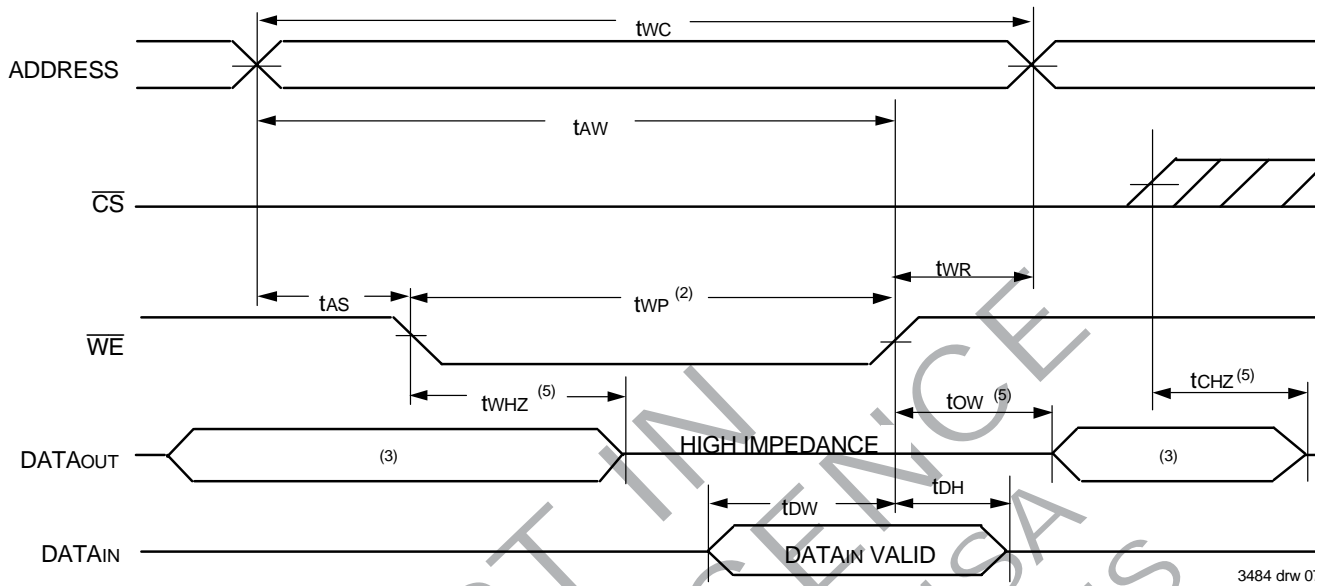 tWC
ADDRESS
tAW
CS
tWR
tAS
tWP (2)
WE
tWHZ (5)
tOW (5)
tCHZ (5)
DATAOUT
(3)
HIGH IMPEDANCE
(3)
tDW
tDH
DATAIN
DATAIN VALID
3484 drw 07